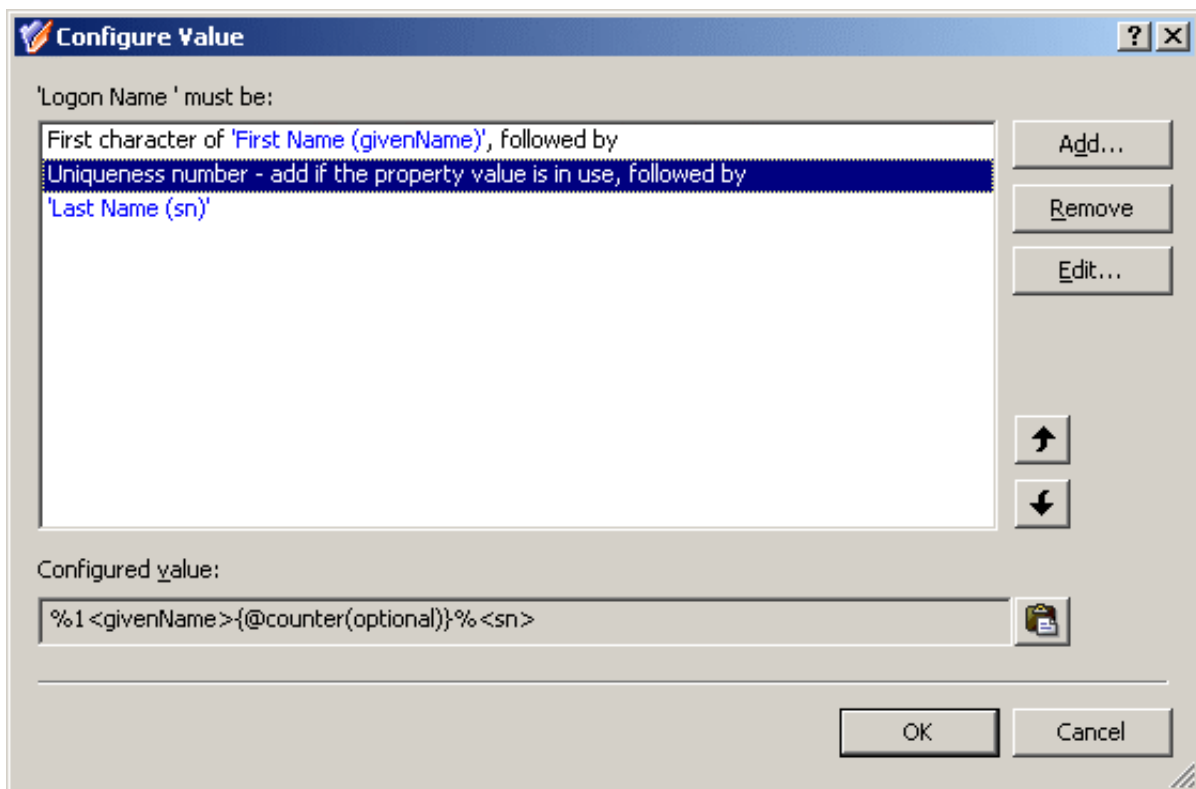 Configure Value
'Logon Name ' must be:
First character of 'First Name (givenName)', followed by
Uniqueness number - add if the property value is in use, followed by
'Last Name (sn)'
Add...
Remove
Edit...
Configured value:
%1<givenName>{@counter(optional)}%<sn>
OK
Cancel